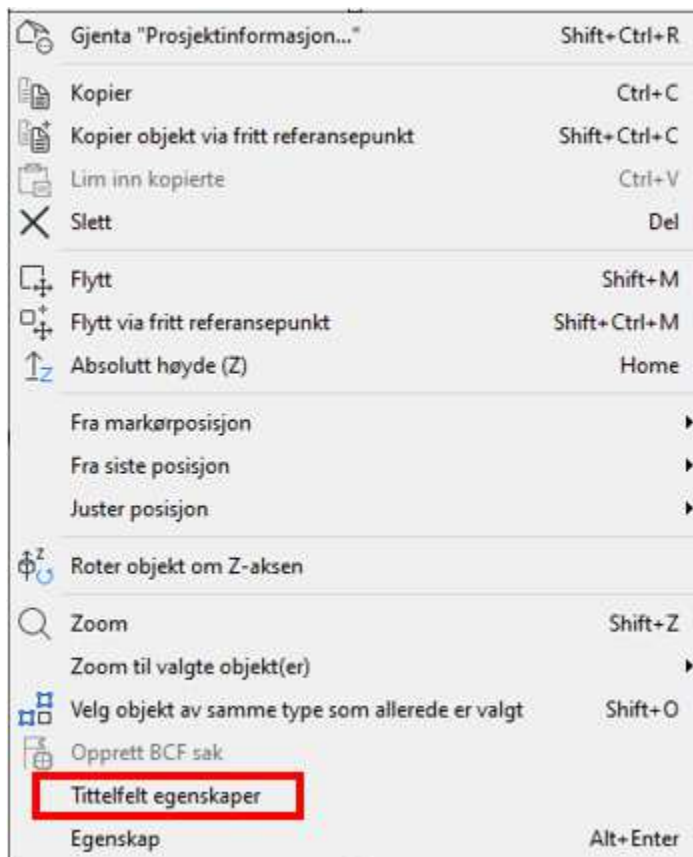 Gjenta "Prosjektinformasjon..." Shift+Ctrl+R
Kopier Ctrl+C
Kopier objekt via fritt referansepunkt Shift+Ctrl+C
Lim inn kopierte Ctrl+V
Slett Del
Flytt Shift+M
Flytt via fritt referansepunkt Shift+Ctrl+M
Absolutt høyde (Z) Home
Fra markørposisjon
Fra siste posisjon
Juster posisjon
Roter objekt om Z-aksen
Zoom Shift+Z
Zoom til valgte objekt(er)
Velg objekt av samme type som allerede er valgt Shift+O
Opprett BCF sak
Tittelfelt egenskaper
Egenskap Alt+Enter